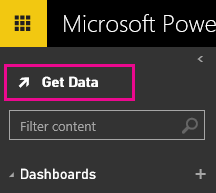 Microsoft Powe
Get Data
Filter content
Dashboards